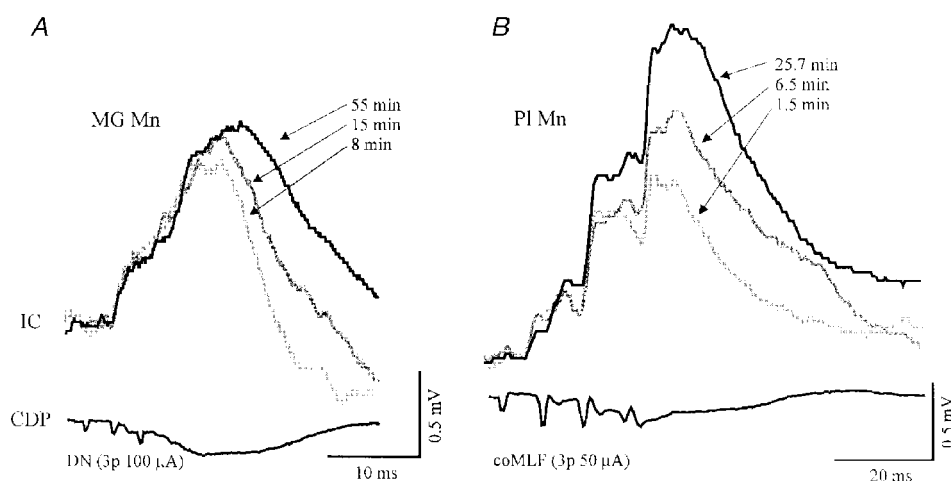 A
MG Mn
55 min
15 min
8 min
IC
CDP
DN (3p 100 µA)
0.5 mV
10 ms
B
Pl Mn
25.7 min
6.5 min
1.5 min
coMLF (3p 50 µA)
0.5 mV
20 ms